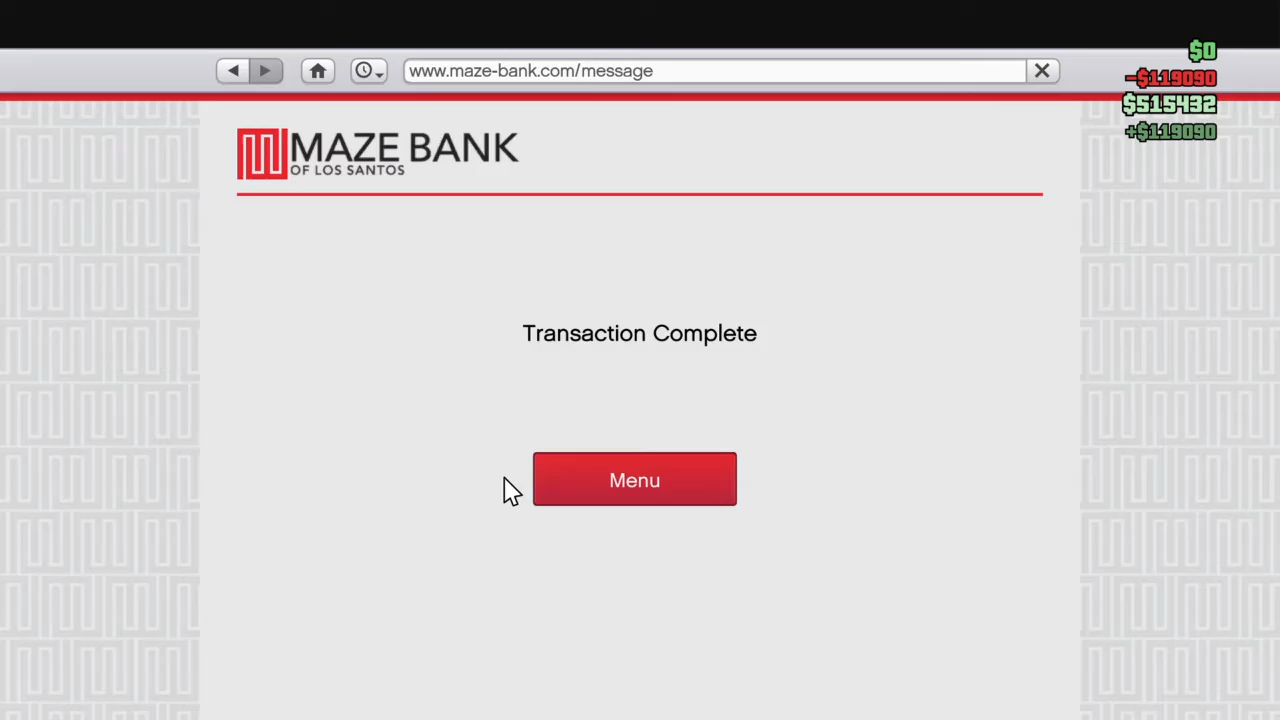 www.maze-bank.com/message
$0
-$119090
$515432
+$119090
MAZE BANK
OF LOS SANTOS
Transaction Complete
Menu